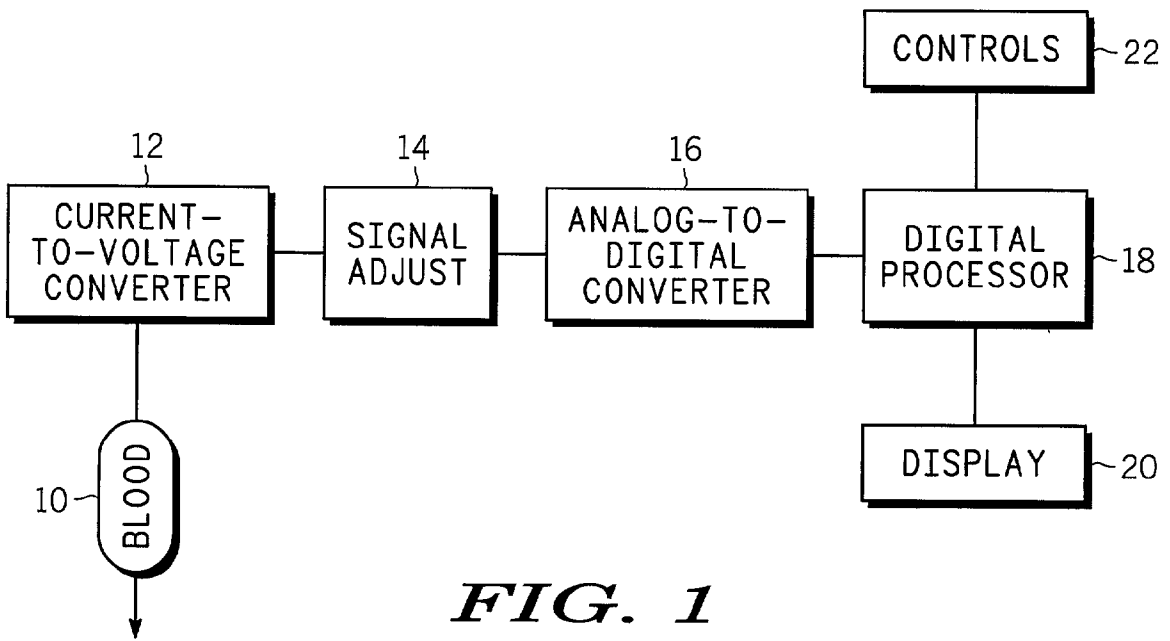 CONTROLS
22
12
14
16
CURRENT-
TO-VOLTAGE
CONVERTER
SIGNAL
ADJUST
ANALOG-TO-
DIGITAL
CONVERTER
DIGITAL
PROCESSOR
18
10
BLOOD
DISPLAY
20
FIG. 1